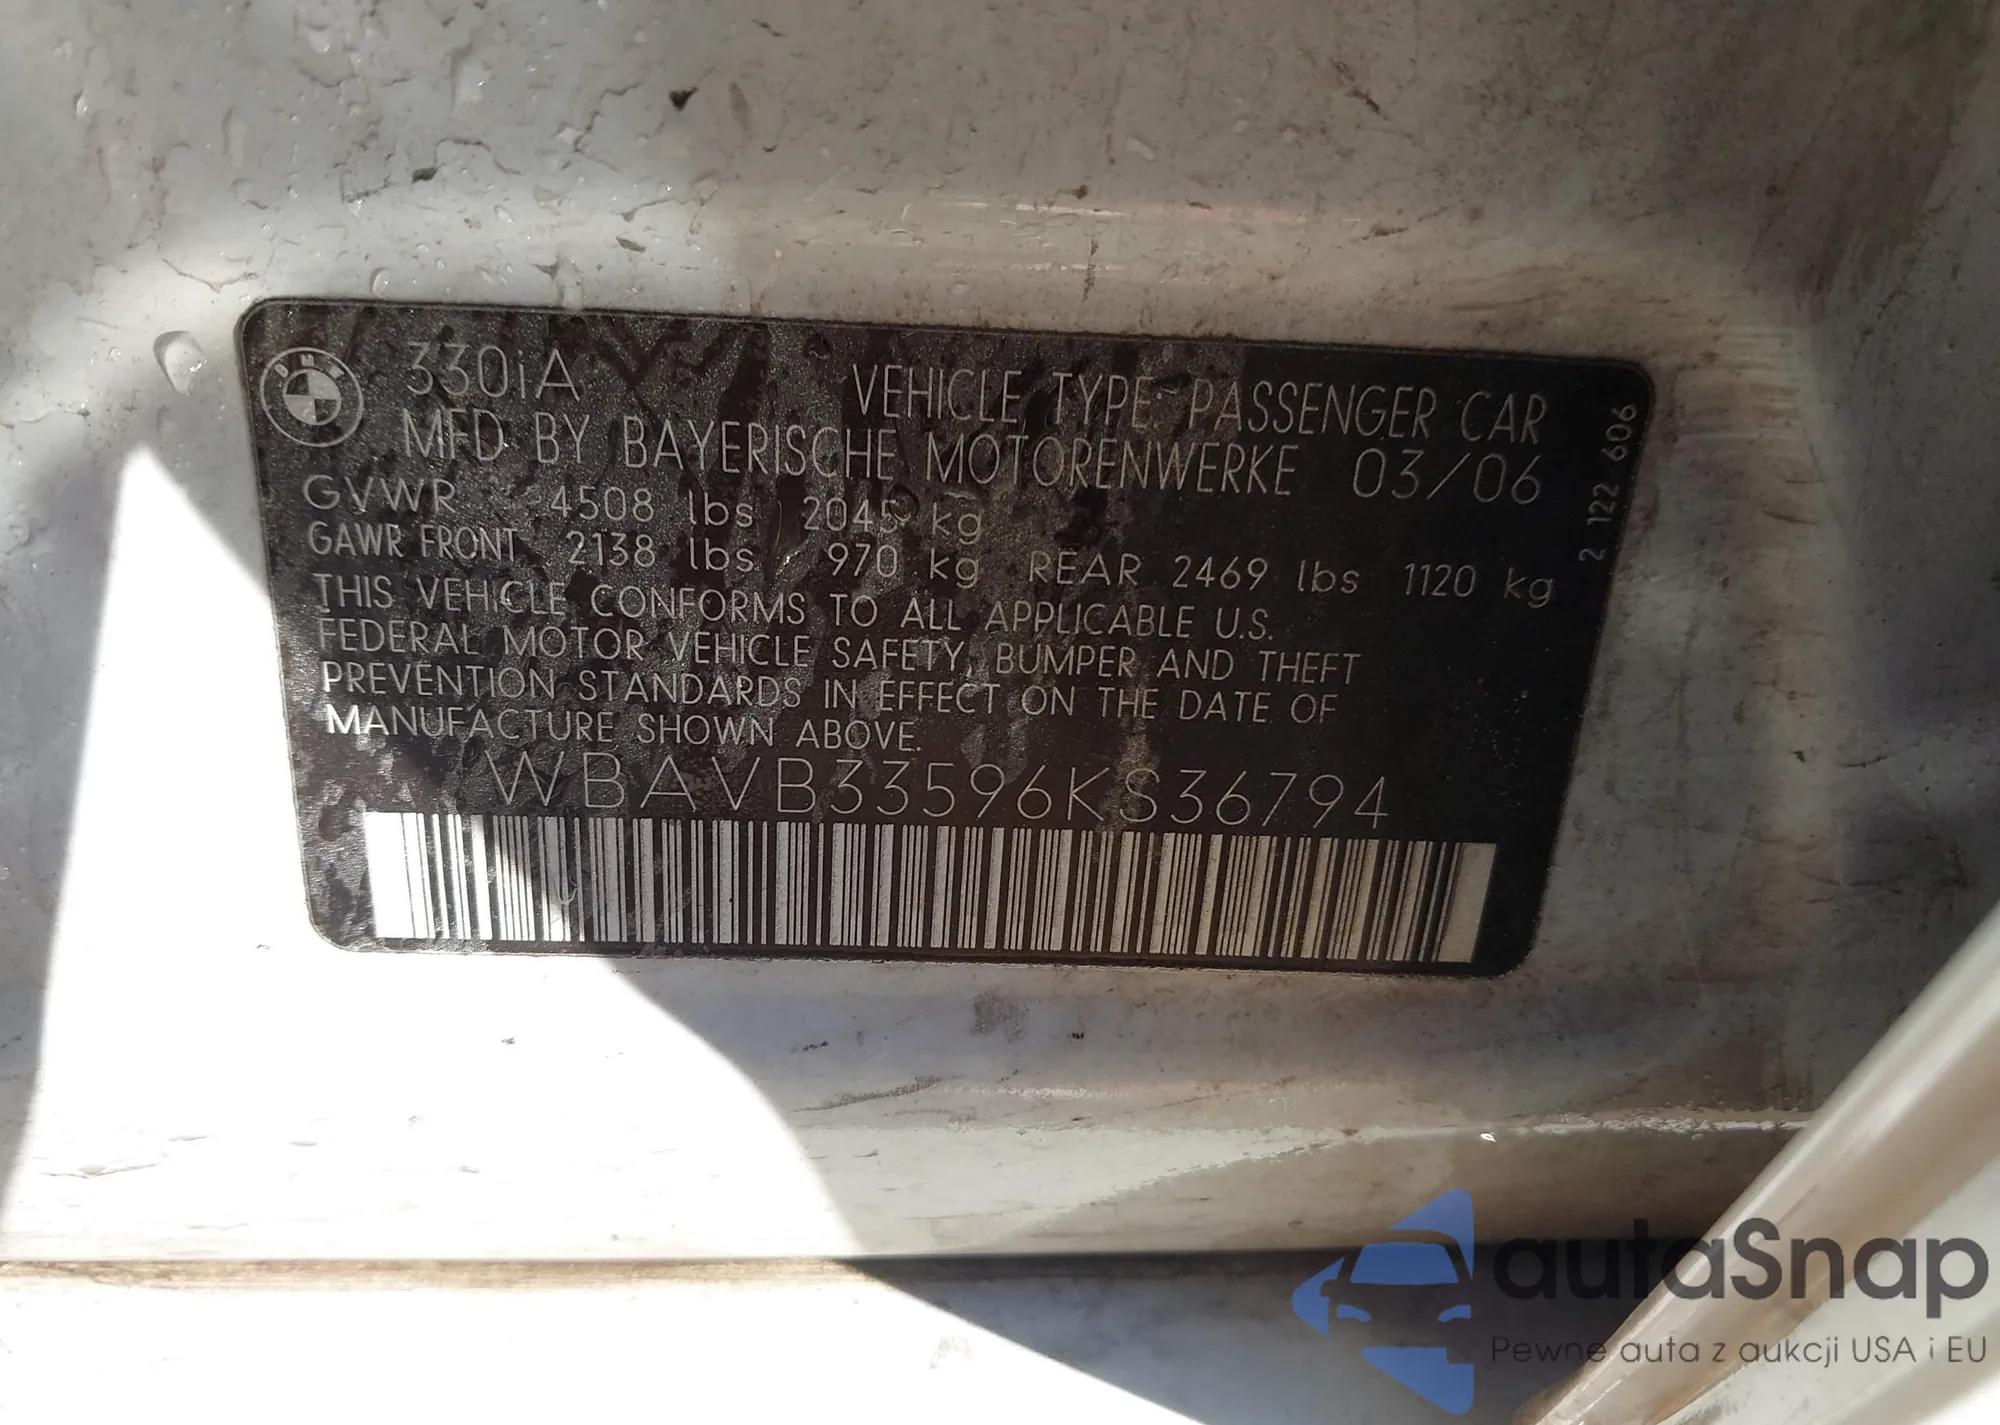 BMW
330iA
VEHICLE TYPE: PASSENGER CAR
MFD BY BAYERISCHE MOTORENWERKE 03/06
GVWR 4508 lbs 2045 kg
GAWR FRONT 2138 lbs 970 kg REAR 2469 lbs 1120 kg
THIS VEHICLE CONFORMS TO ALL APPLICABLE U.S.
FEDERAL MOTOR VEHICLE SAFETY, BUMPER AND THEFT
PREVENTION STANDARDS IN EFFECT ON THE DATE OF
MANUFACTURE SHOWN ABOVE.
WBAVB33596KS36794
2 122 606
autaSnap
Pewne auta z aukcji USA i EU